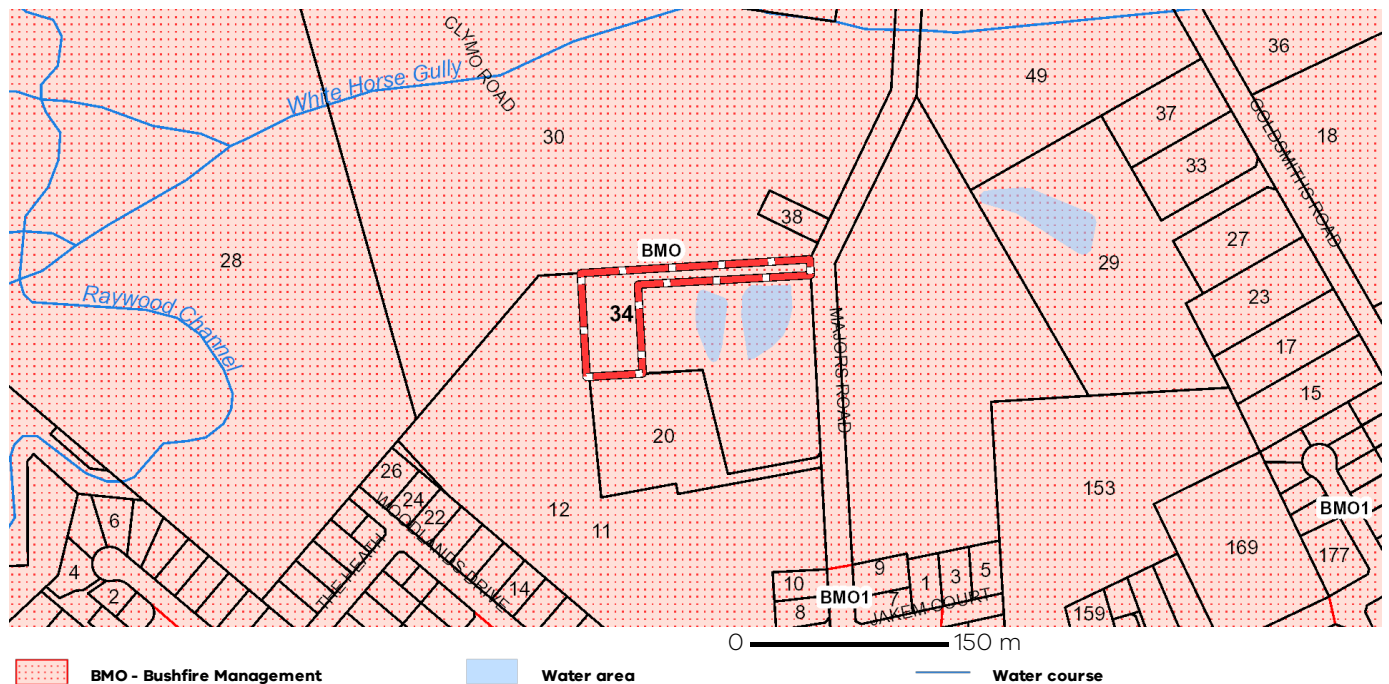 CLYMO ROAD
White Horse Gully
30
49
36
37
GOLDSMITHS ROAD
18
33
38
27
28
BMO
29
23
Raywood Channel
34
MAJORS ROAD
17
15
20
26
24
22
WOODLANDS DRIVE
12
11
153
6
BMO1
169
177
THE HEATH
4
2
14
10
9
1
3
5
8
BMO1
7
JAKEM COURT
159
0 150 m
BMO - Bushfire Management
Water area
Water course